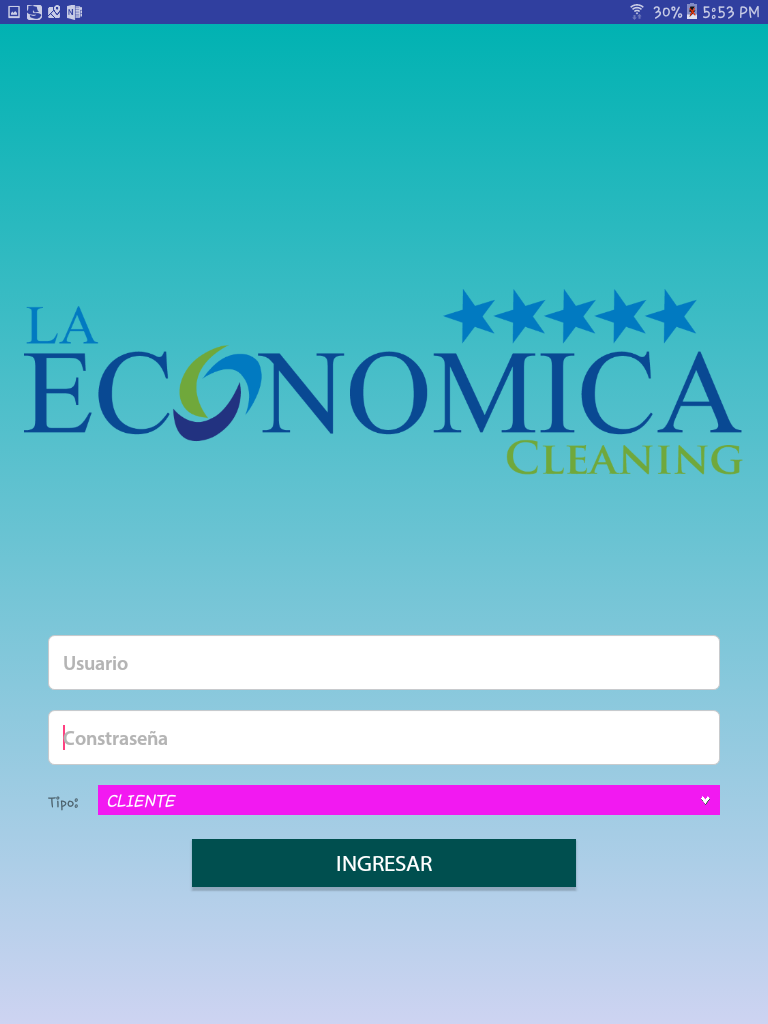 30% 5:53 PM
LA
ECONOMICA
CLEANING
Usuario
Constraseña
Tipo: CLIENTE
INGRESAR